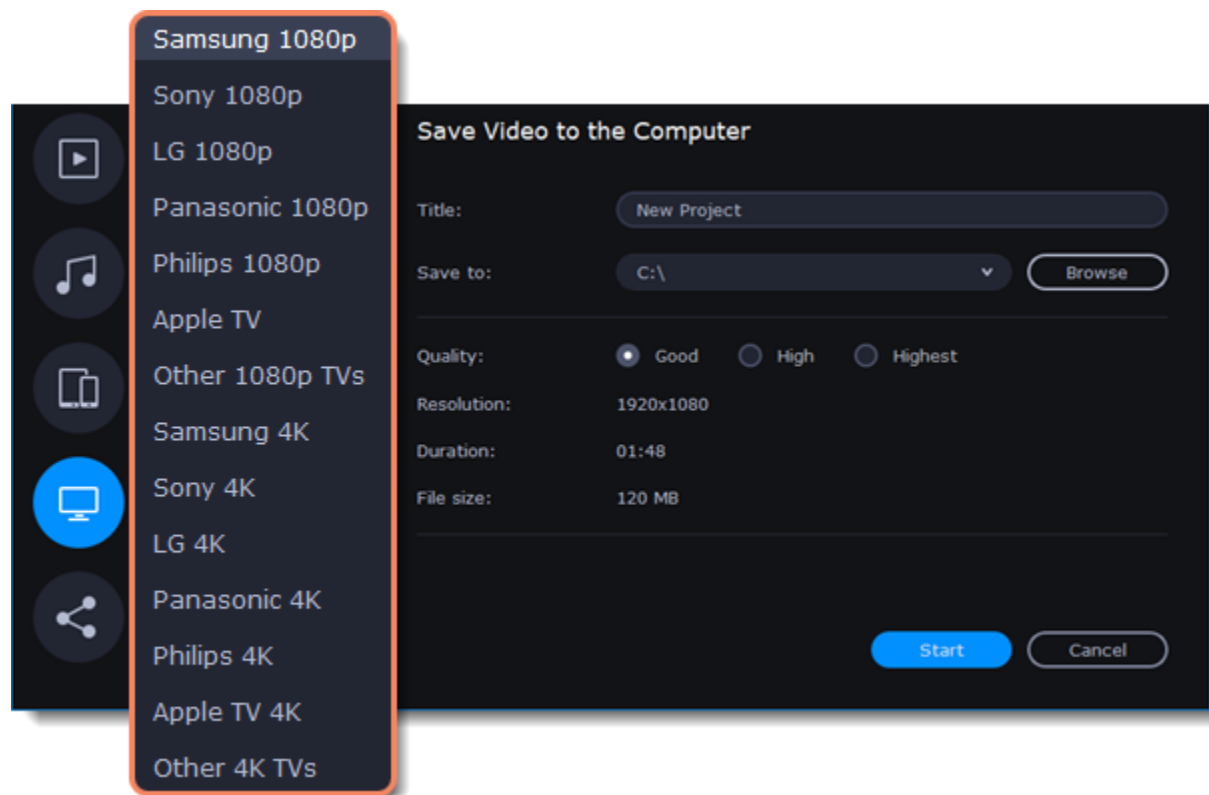 Samsung 1080p
Sony 1080p
LG 1080p
Panasonic 1080p
Philips 1080p
Apple TV
Other 1080p TVs
Samsung 4K
Sony 4K
LG 4K
Panasonic 4K
Philips 4K
Apple TV 4K
Other 4K TVs
Save Video to the Computer
Title: New Project
Save to: C:\ Browse
Quality: Good High Highest
Resolution: 1920x1080
Duration: 01:48
File size: 120 MB
Start Cancel